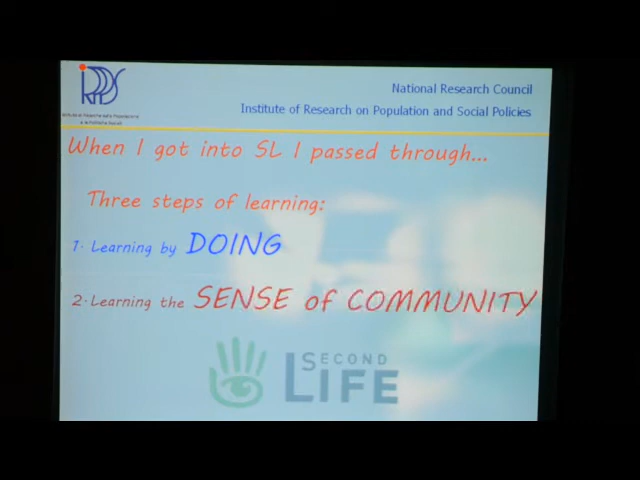 IRPPS
National Research Council
Institute of Research on Population and Social Policies
When I got into SL I passed through...
Three steps of learning:
1. Learning by DOING
2. Learning the SENSE of COMMUNITY
SECOND
LIFE